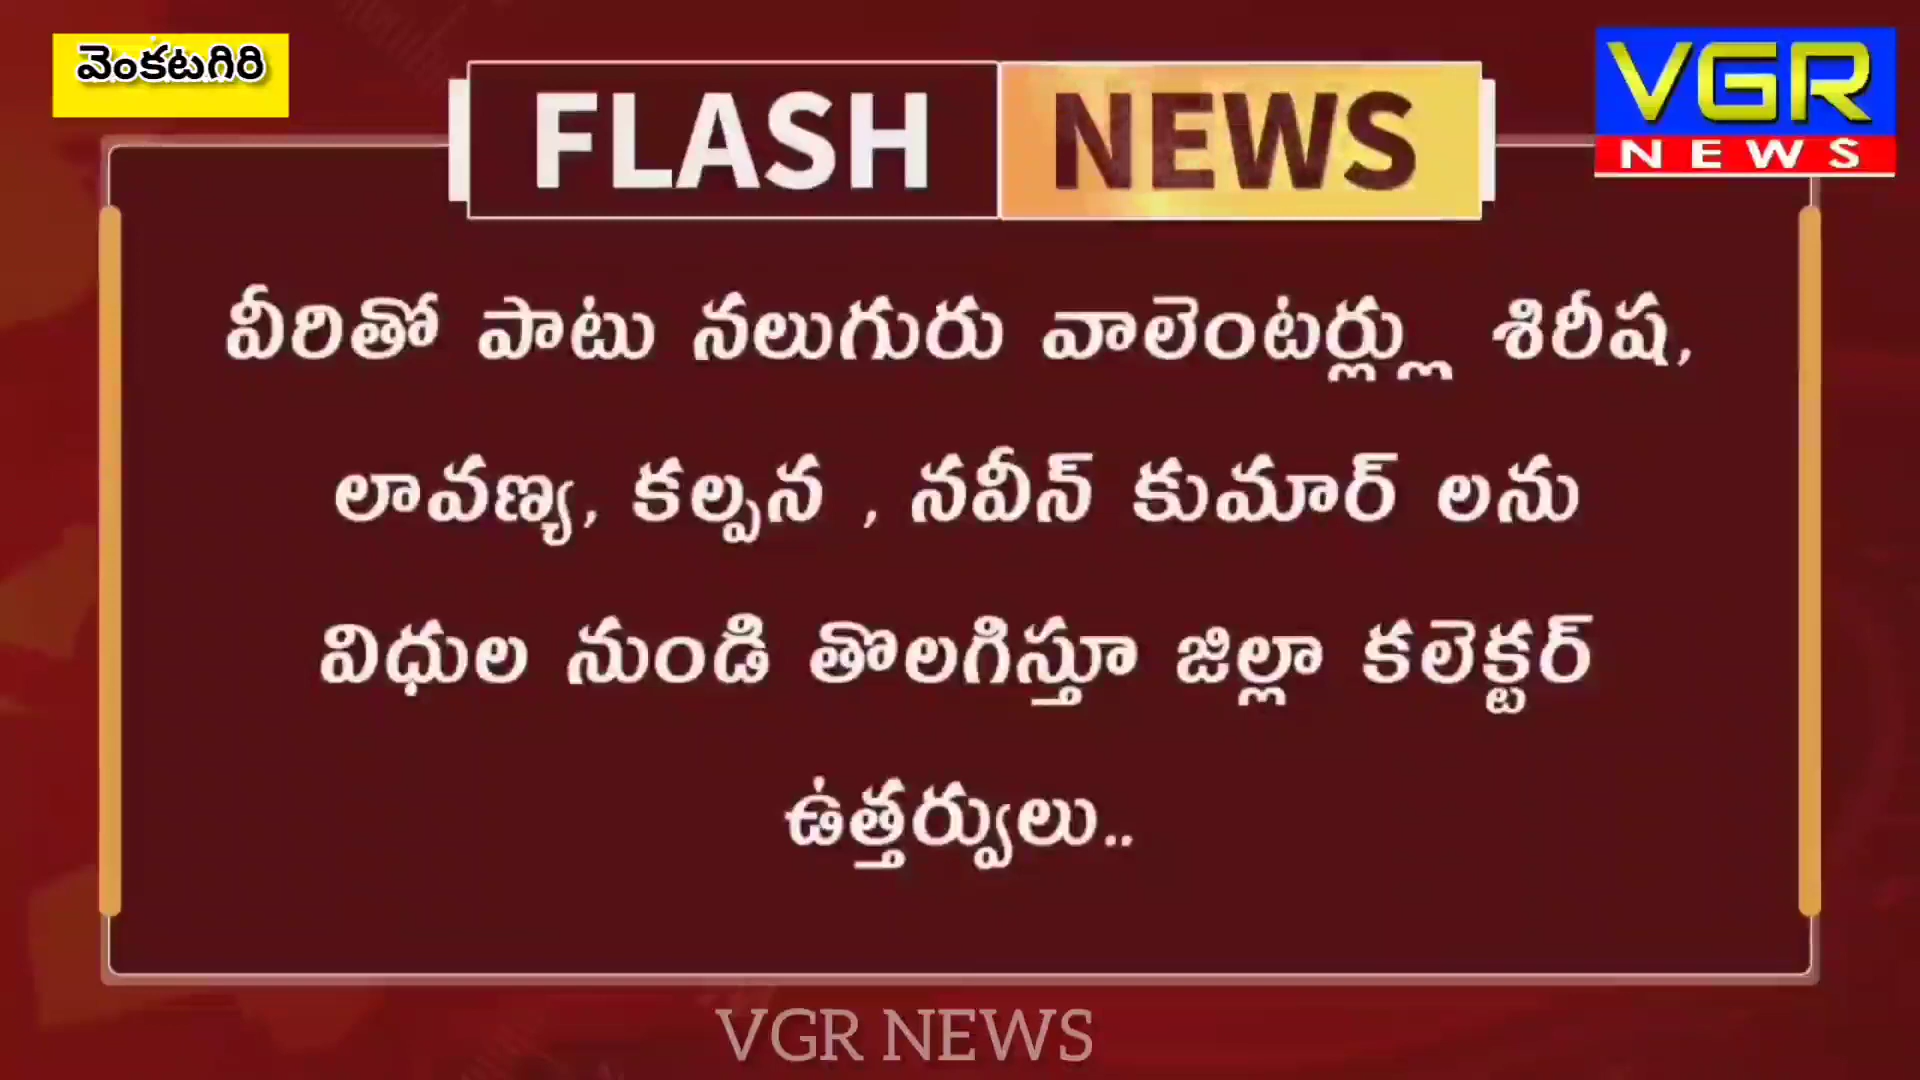 వెంకటగిరి
FLASH NEWS
VGR
NEWS
వీరితో పాటు నలుగురు వాలెంటర్ల్లు శిరీష,
లావణ్య, కల్పన , నవీన్ కుమార్ లను
విధుల నుండి తొలగిస్తూ జిల్లా కలెక్టర్
ఉత్తర్వులు..
VGR NEWS